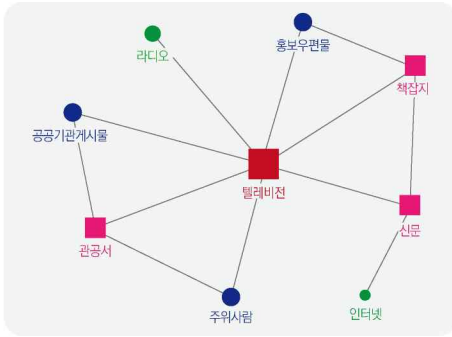 홍보우편물
라디오
책잡지
공공기관게시물
텔레비전
신문
관공서
주위사람
인터넷